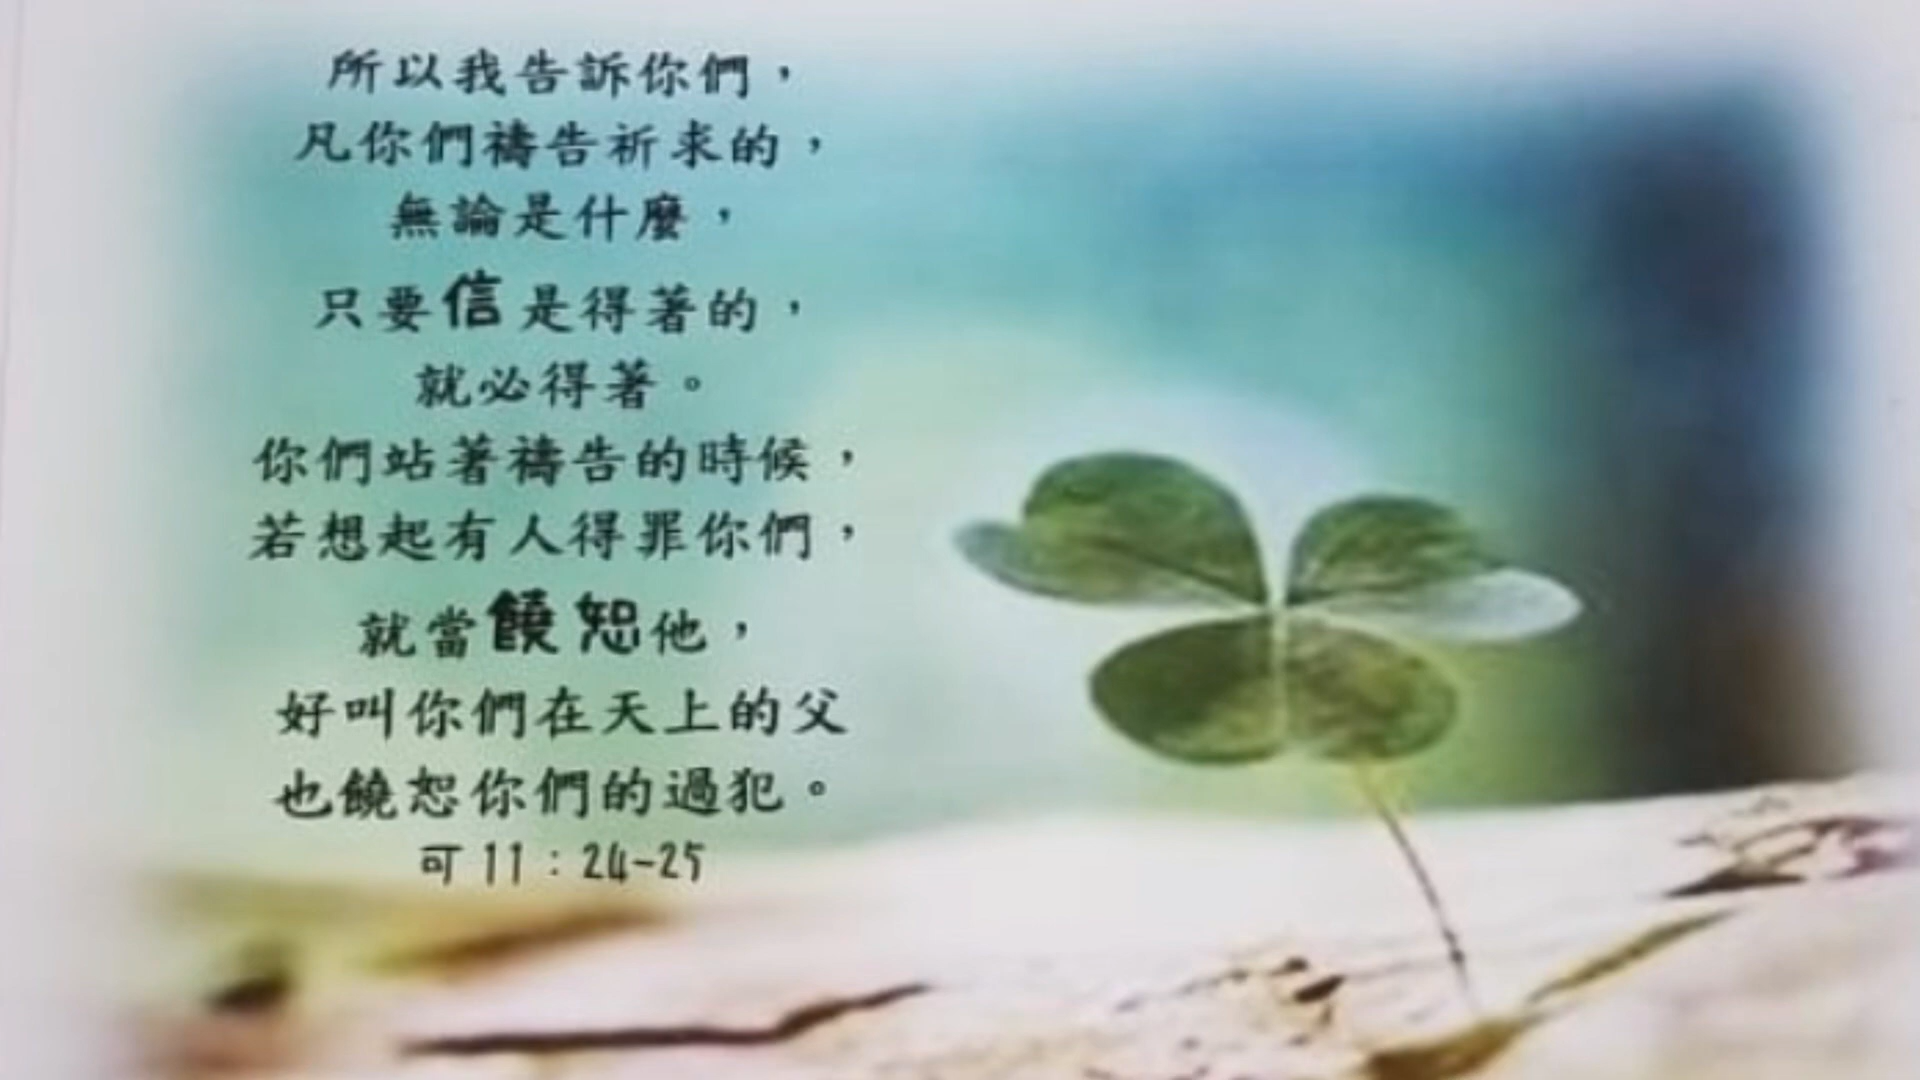 所以我告訴你們，
凡你們禱告祈求的，
無論是什麼，
只要信是得著的，
就必得著。
你們站著禱告的時候，
若想起有人得罪你們，
就當饒恕他，
好叫你們在天上的父
也饒恕你們的過犯。
可11：24-25